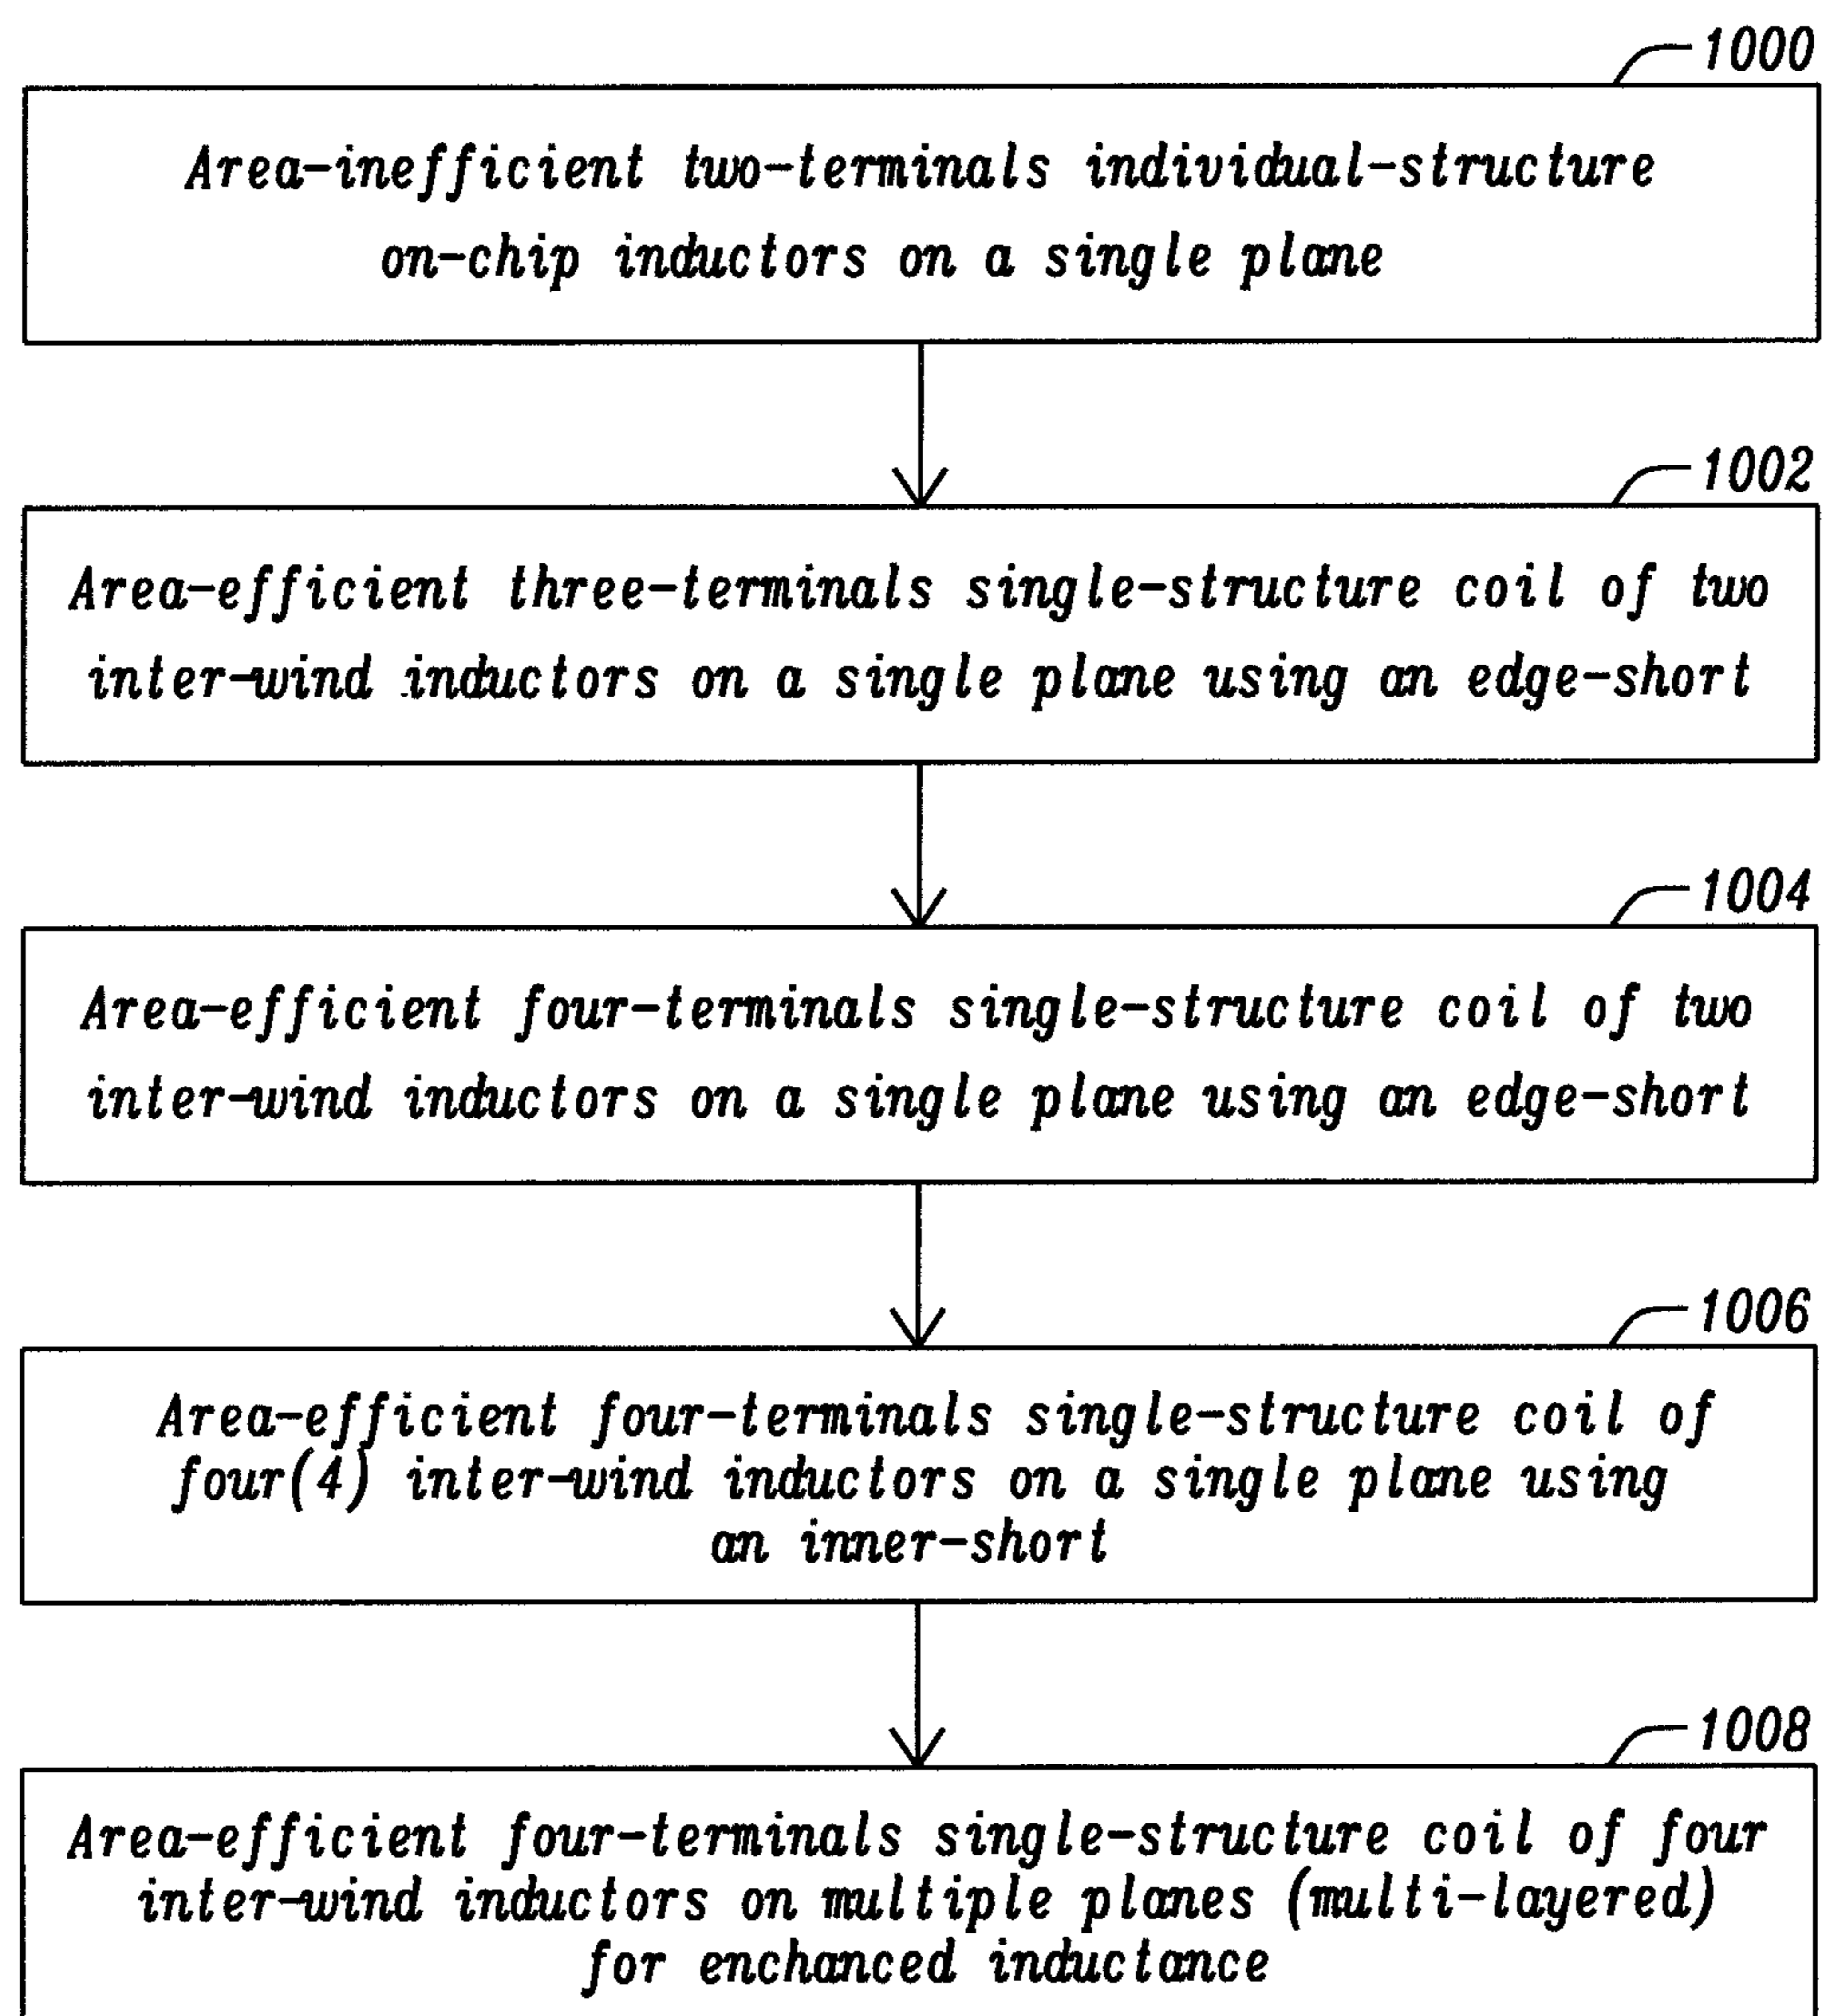 1000
Area-inefficient two-terminals individual-structure
on-chip inductors on a single plane
1002
Area-efficient three-terminals single-structure coil of two
inter-wind inductors on a single plane using an edge-short
1004
Area-efficient four-terminals single-structure coil of two
inter-wind inductors on a single plane using an edge-short
1006
Area-efficient four-terminals single-structure coil of
four(4) inter-wind inductors on a single plane using
an inner-short
1008
Area-efficient four-terminals single-structure coil of four
inter-wind inductors on multiple planes (multi-layered)
for enchanced inductance